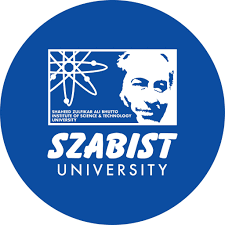 SHAHEED ZULFIKAR ALI BHUTTO
INSTITUTE OF SCIENCE & TECHNOLOGY
UNIVERSITY
SZABIST
UNIVERSITY